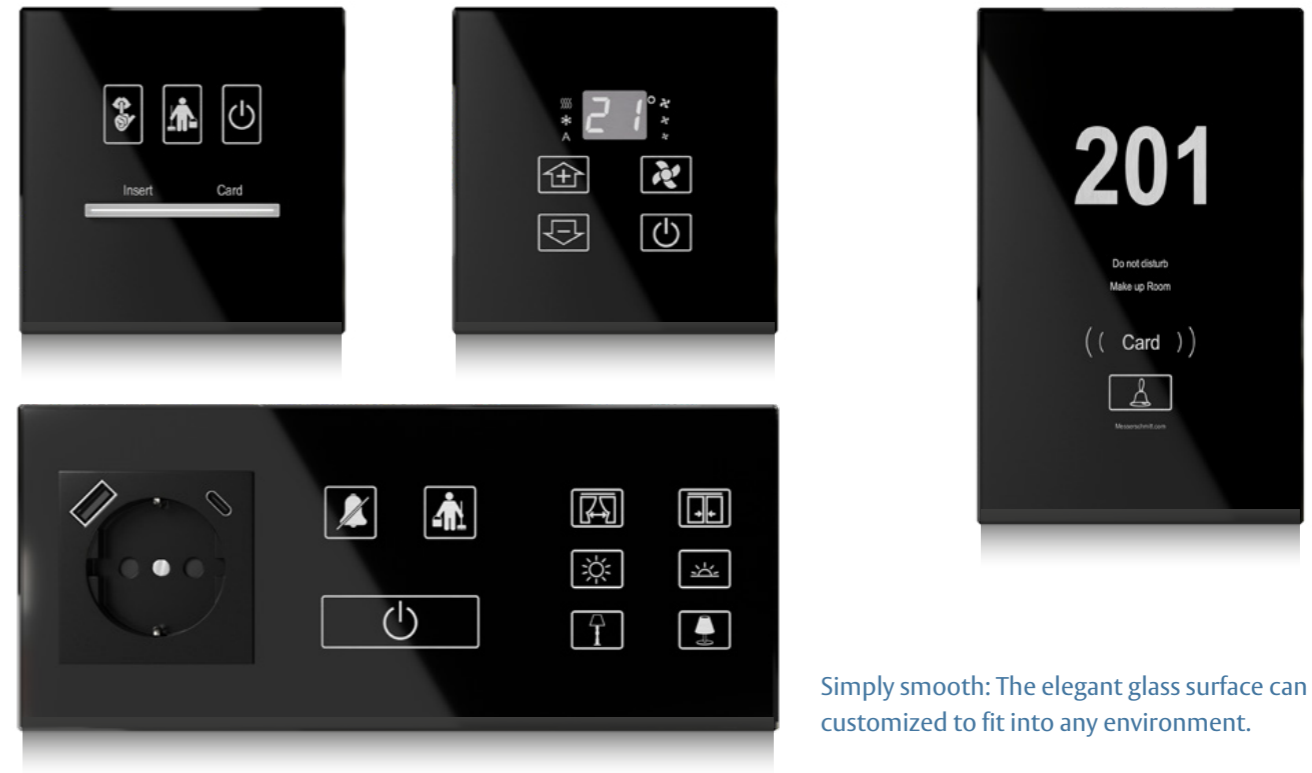 Insert Card
21°
A
201
Do not disturb
Make up Room
(( Card ))
Messerschmitt.com
Simply smooth: The elegant glass surface can
customized to fit into any environment.